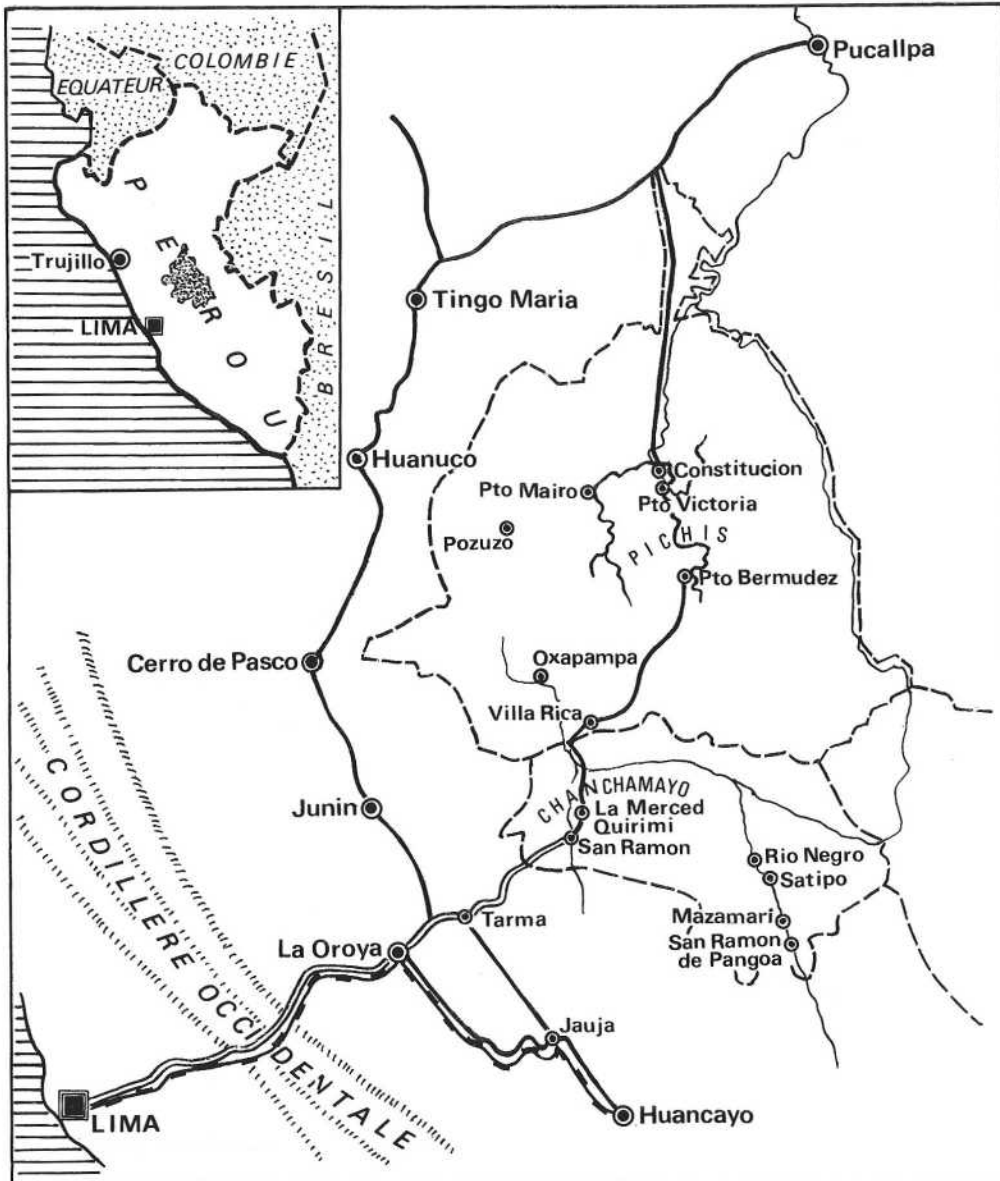 COLOMBIE
EQUATEUR
PEROU
BRESIL
Trujillo
LIMA
Pucallpa
Tingo Maria
Huanuco
Constitucion
Pto Mairo
Pto Victoria
Pozuzo
PICHIS
Pto Bermudez
Cerro de Pasco
Oxapampa
Villa Rica
CHANCHAMAYO
Junin
La Merced
Quirimi
San Ramon
Rio Negro
Satipo
Tarma
Mazamari
San Ramon
de Pangoa
La Oroya
CORDILLERE OCCIDENTALE
Jauja
LIMA
Huancayo